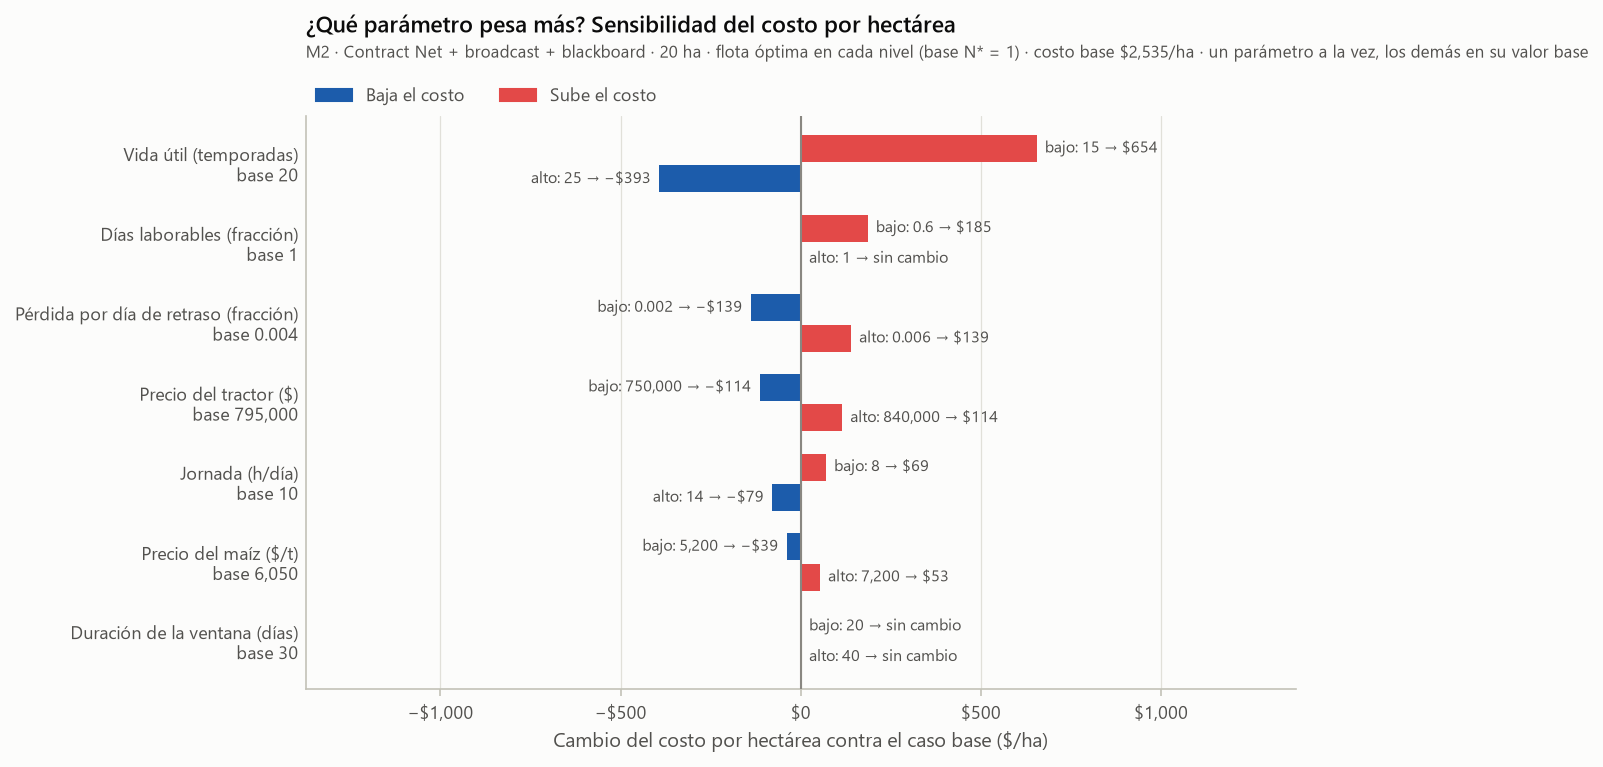 ¿Qué parámetro pesa más? Sensibilidad del costo por hectárea
M2 · Contract Net + broadcast + blackboard · 20 ha · flota óptima en cada nivel (base N* = 1) · costo base $2,535/ha · un parámetro a la vez, los demás en su valor base
Baja el costo
Sube el costo
Vida útil (temporadas)
base 20
bajo: 15 → $654
alto: 25 → −$393
Días laborables (fracción)
base 1
bajo: 0.6 → $185
alto: 1 → sin cambio
Pérdida por día de retraso (fracción)
base 0.004
bajo: 0.002 → −$139
alto: 0.006 → $139
Precio del tractor ($)
base 795,000
bajo: 750,000 → −$114
alto: 840,000 → $114
Jornada (h/día)
base 10
bajo: 8 → $69
alto: 14 → −$79
Precio del maíz ($/t)
base 6,050
bajo: 5,200 → −$39
alto: 7,200 → $53
Duración de la ventana (días)
base 30
bajo: 20 → sin cambio
alto: 40 → sin cambio
−$1,000
−$500
$0
$500
$1,000
Cambio del costo por hectárea contra el caso base ($/ha)